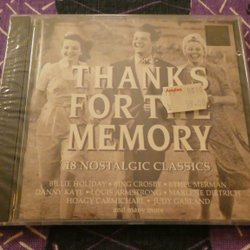 THANKS
FOR THE
MEMORY
18 NOSTALGIC CLASSICS
BILLIE HOLIDAY • BING CROSBY • ETHEL MERMAN
DANNY KAYE • LOUIS ARMSTRONG • MARLENE DIETRICH
HOAGY CARMICHAEL • JUDY GARLAND
and many more